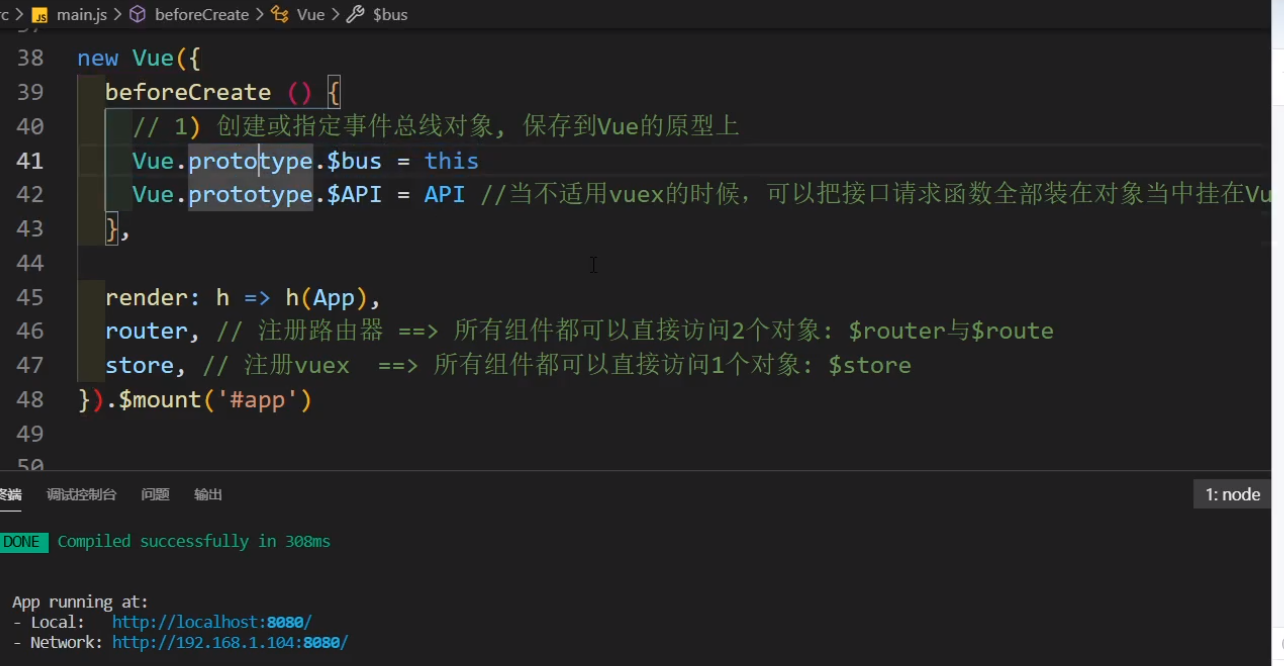 main.js > beforeCreate > Vue > $bus
38 new Vue({
39 beforeCreate () {
40 // 1) 创建或指定事件总线对象, 保存到Vue的原型上
41 Vue.prototype.$bus = this
42 Vue.prototype.$API = API //当不适用vuex的时候，可以把接口请求函数全部装在对象当中挂在Vu
43 },
44
45 render: h => h(App),
46 router, // 注册路由器 ==> 所有组件都可以直接访问2个对象: $router与$route
47 store, // 注册vuex ==> 所有组件都可以直接访问1个对象: $store
48 }).$mount('#app')
49
50
终端 调试控制台 问题 输出 1: node
DONE Compiled successfully in 308ms
App running at:
- Local: http://localhost:8080/
- Network: http://192.168.1.104:8080/